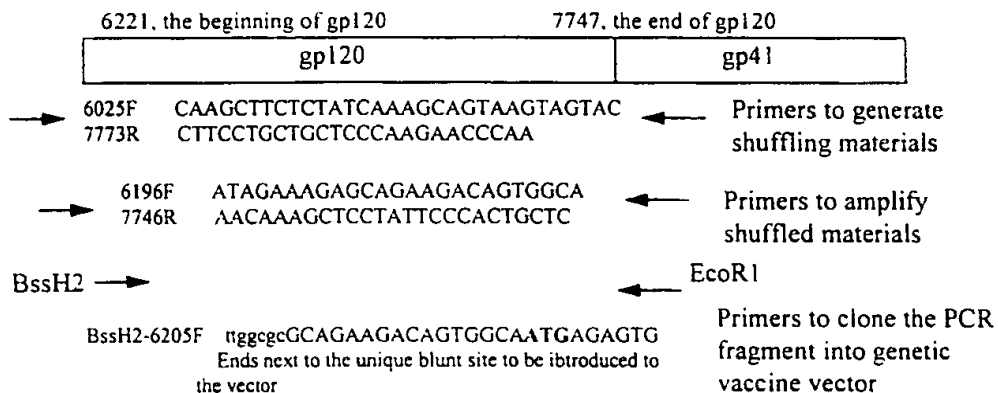 6221, the beginning of gp120
7747, the end of gp120
gp120
gp41
6025F CAAGCTTCTCTATCAAAGCAGTAAGTAGTAC
7773R CTTCCTGCTGCTCCCAAGAACCCAA
Primers to generate
shuffling materials
6196F ATAGAAAGAGCAGAAGACAGTGGCA
7746R AACAAAGCTCCTATTCCCACTGCTC
Primers to amplify
shuffled materials
BssH2
EcoR1
BssH2-6205F ttggcgcGCAGAAGACAGTGGCAATGAGAGTG
Ends next to the unique blunt site to be ibtroduced to
the vector
Primers to clone the PCR
fragment into genetic
vaccine vector